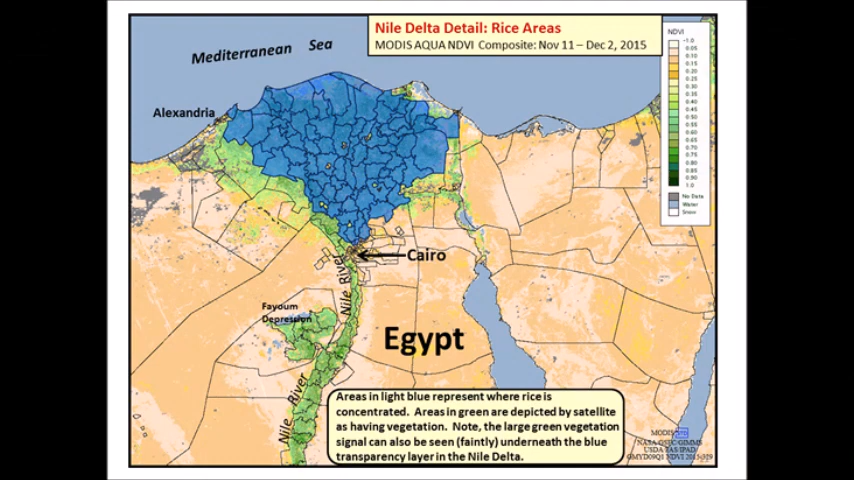 Nile Delta Detail: Rice Areas
MODIS AQUA NDVI Composite: Nov 11 – Dec 2, 2015
Mediterranean Sea
Alexandria
Cairo
Nile River
Fayoum
Depression
Egypt
Nile River
Areas in light blue represent where rice is
concentrated. Areas in green are depicted by satellite
as having vegetation. Note, the large green vegetation
signal can also be seen (faintly) underneath the blue
transparency layer in the Nile Delta.
NDVI
-1.0
0.05
0.10
0.15
0.20
0.25
0.30
0.35
0.40
0.45
0.50
0.55
0.60
0.65
0.70
0.75
0.80
0.85
0.90
1.0
No Data
Water
Snow
MODIS
NASA GSFC GIMMS
USDA FAS IPAD